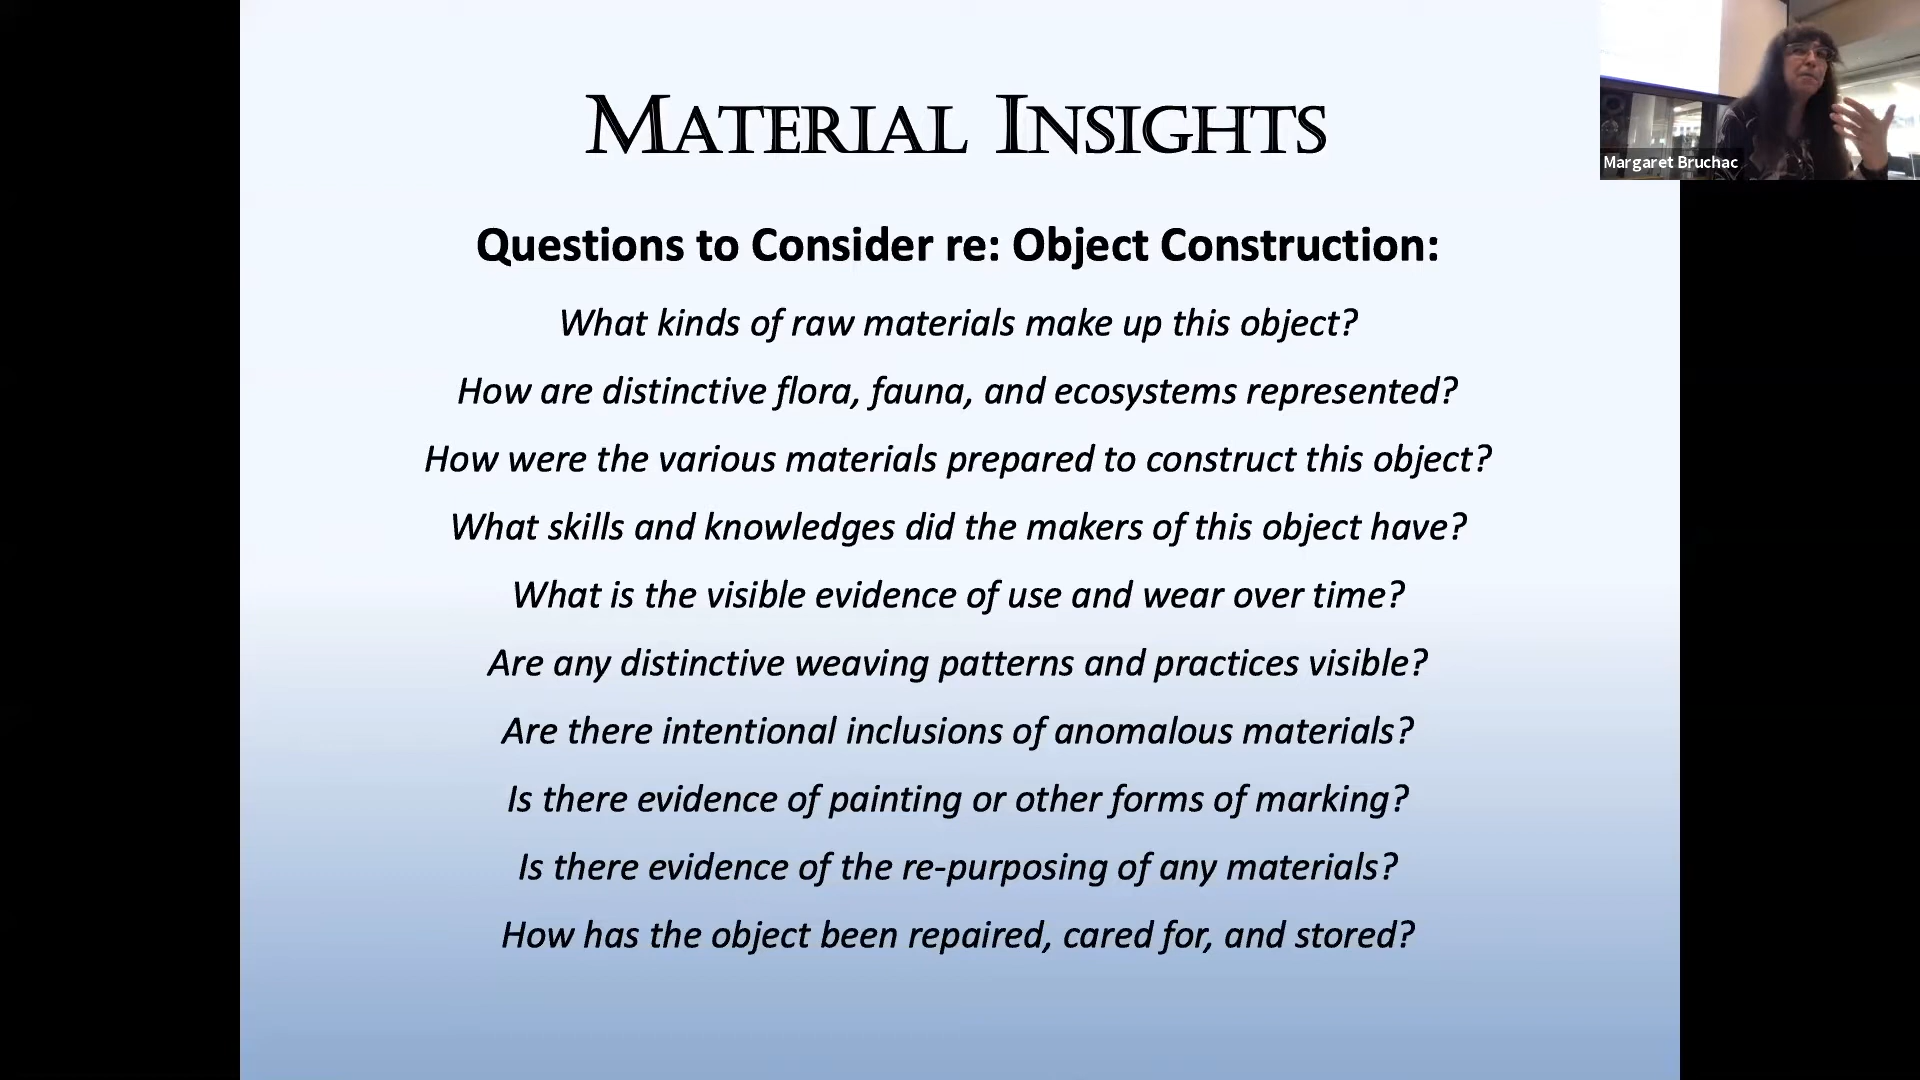 Material Insights
Margaret Bruchac
Questions to Consider re: Object Construction:
What kinds of raw materials make up this object?
How are distinctive flora, fauna, and ecosystems represented?
How were the various materials prepared to construct this object?
What skills and knowledges did the makers of this object have?
What is the visible evidence of use and wear over time?
Are any distinctive weaving patterns and practices visible?
Are there intentional inclusions of anomalous materials?
Is there evidence of painting or other forms of marking?
Is there evidence of the re-purposing of any materials?
How has the object been repaired, cared for, and stored?